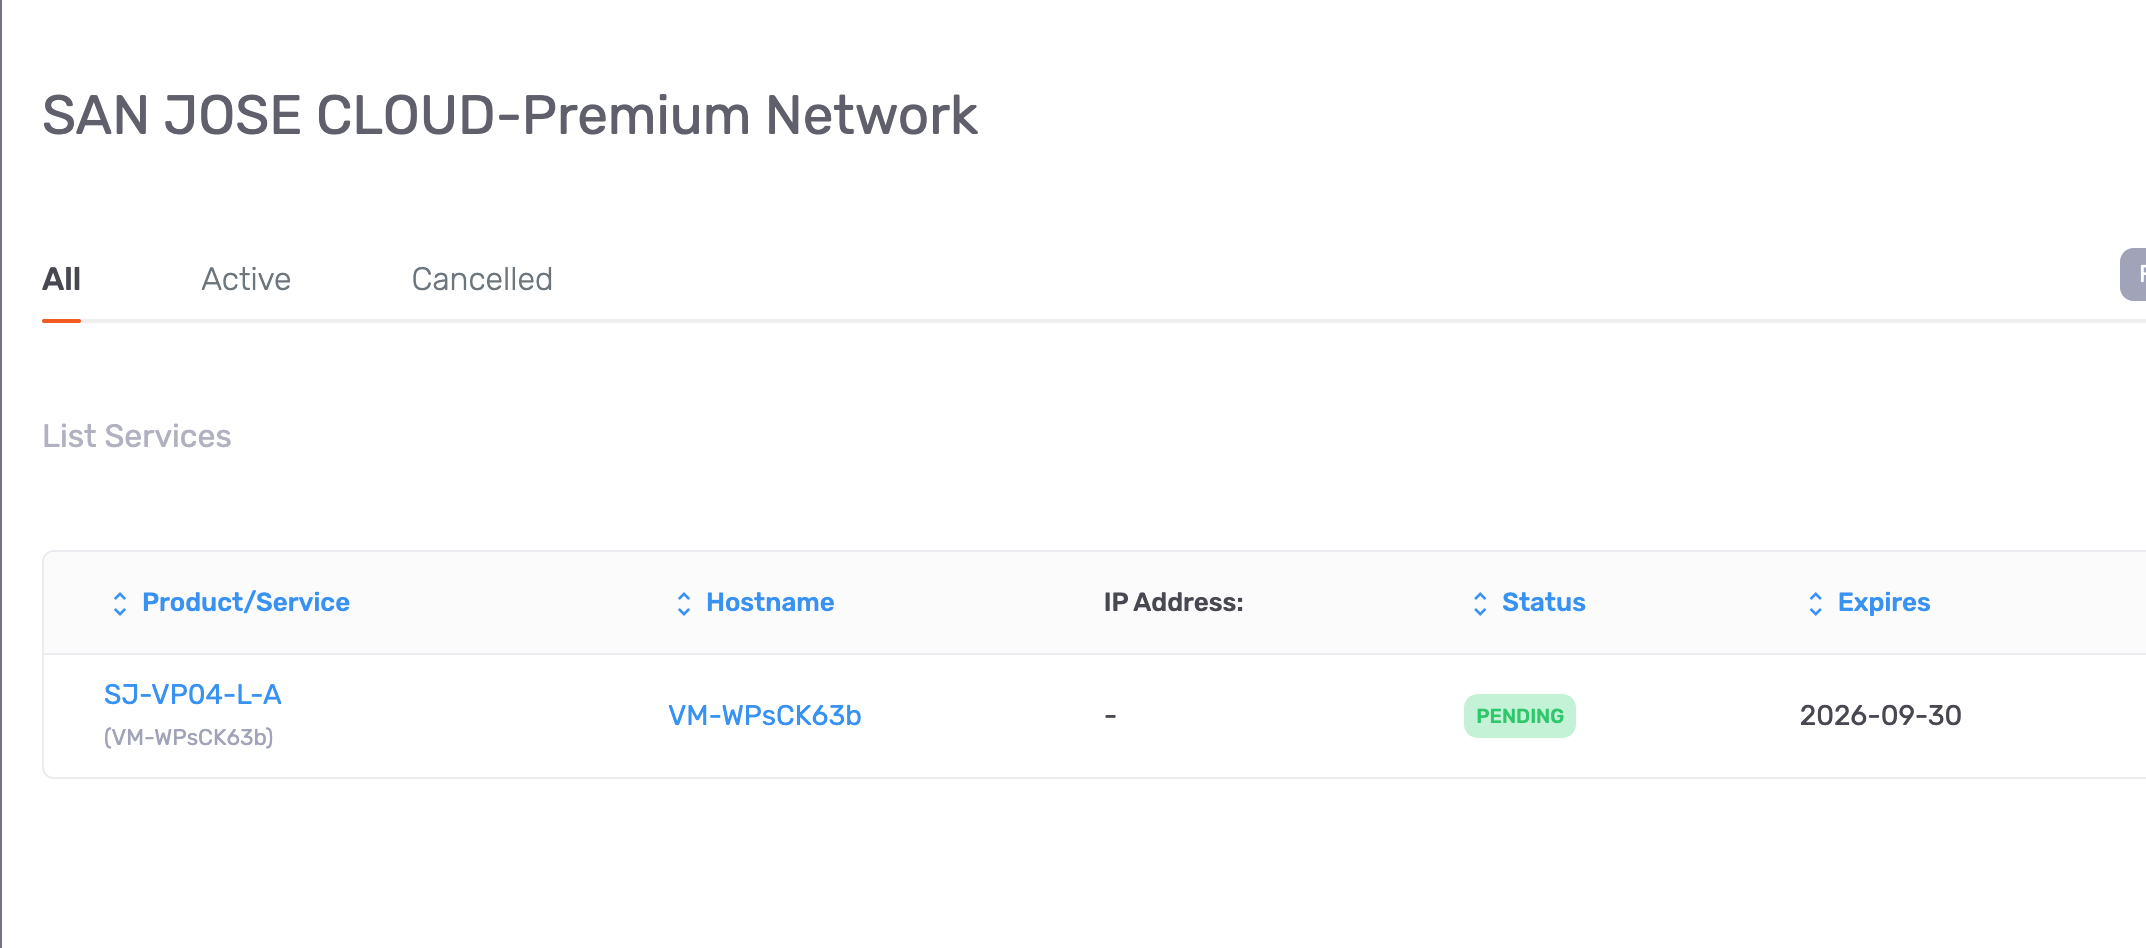 SAN JOSE CLOUD-Premium Network
All Active Cancelled
List Services
Product/Service Hostname IP Address: Status Expires
SJ-VP04-L-A VM-WPsCK63b - PENDING 2026-09-30
(VM-WPsCK63b)